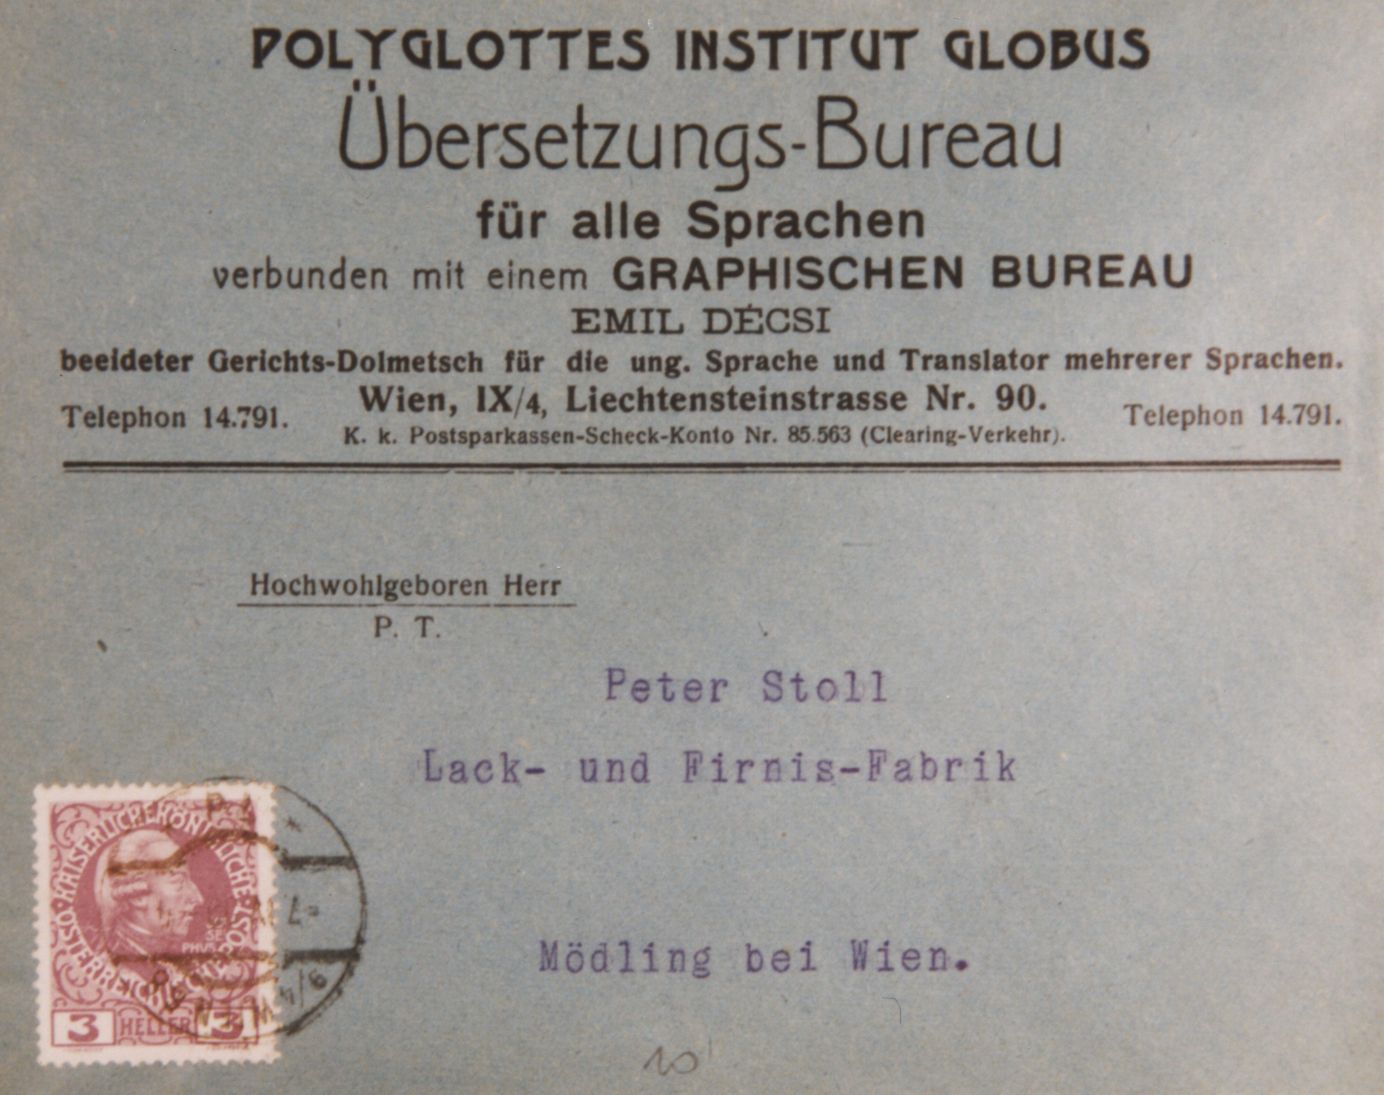 POLYGLOTTES INSTITUT GLOBUS
Übersetzungs-Bureau
für alle Sprachen
verbunden mit einem GRAPHISCHEN BUREAU
EMIL DÉCSI
beeideter Gerichts-Dolmetsch für die ung. Sprache und Translator mehrerer Sprachen.
Wien, IX/4, Liechtensteinstrasse Nr. 90.
Telephon 14.791.
Telephon 14.791.
K. k. Postsparkassen-Scheck-Konto Nr. 85.563 (Clearing-Verkehr).
Hochwohlgeboren Herr
P. T.
Peter Stoll
Lack- und Firnis-Fabrik
Mödling bei Wien.
3 HELLER 3
10